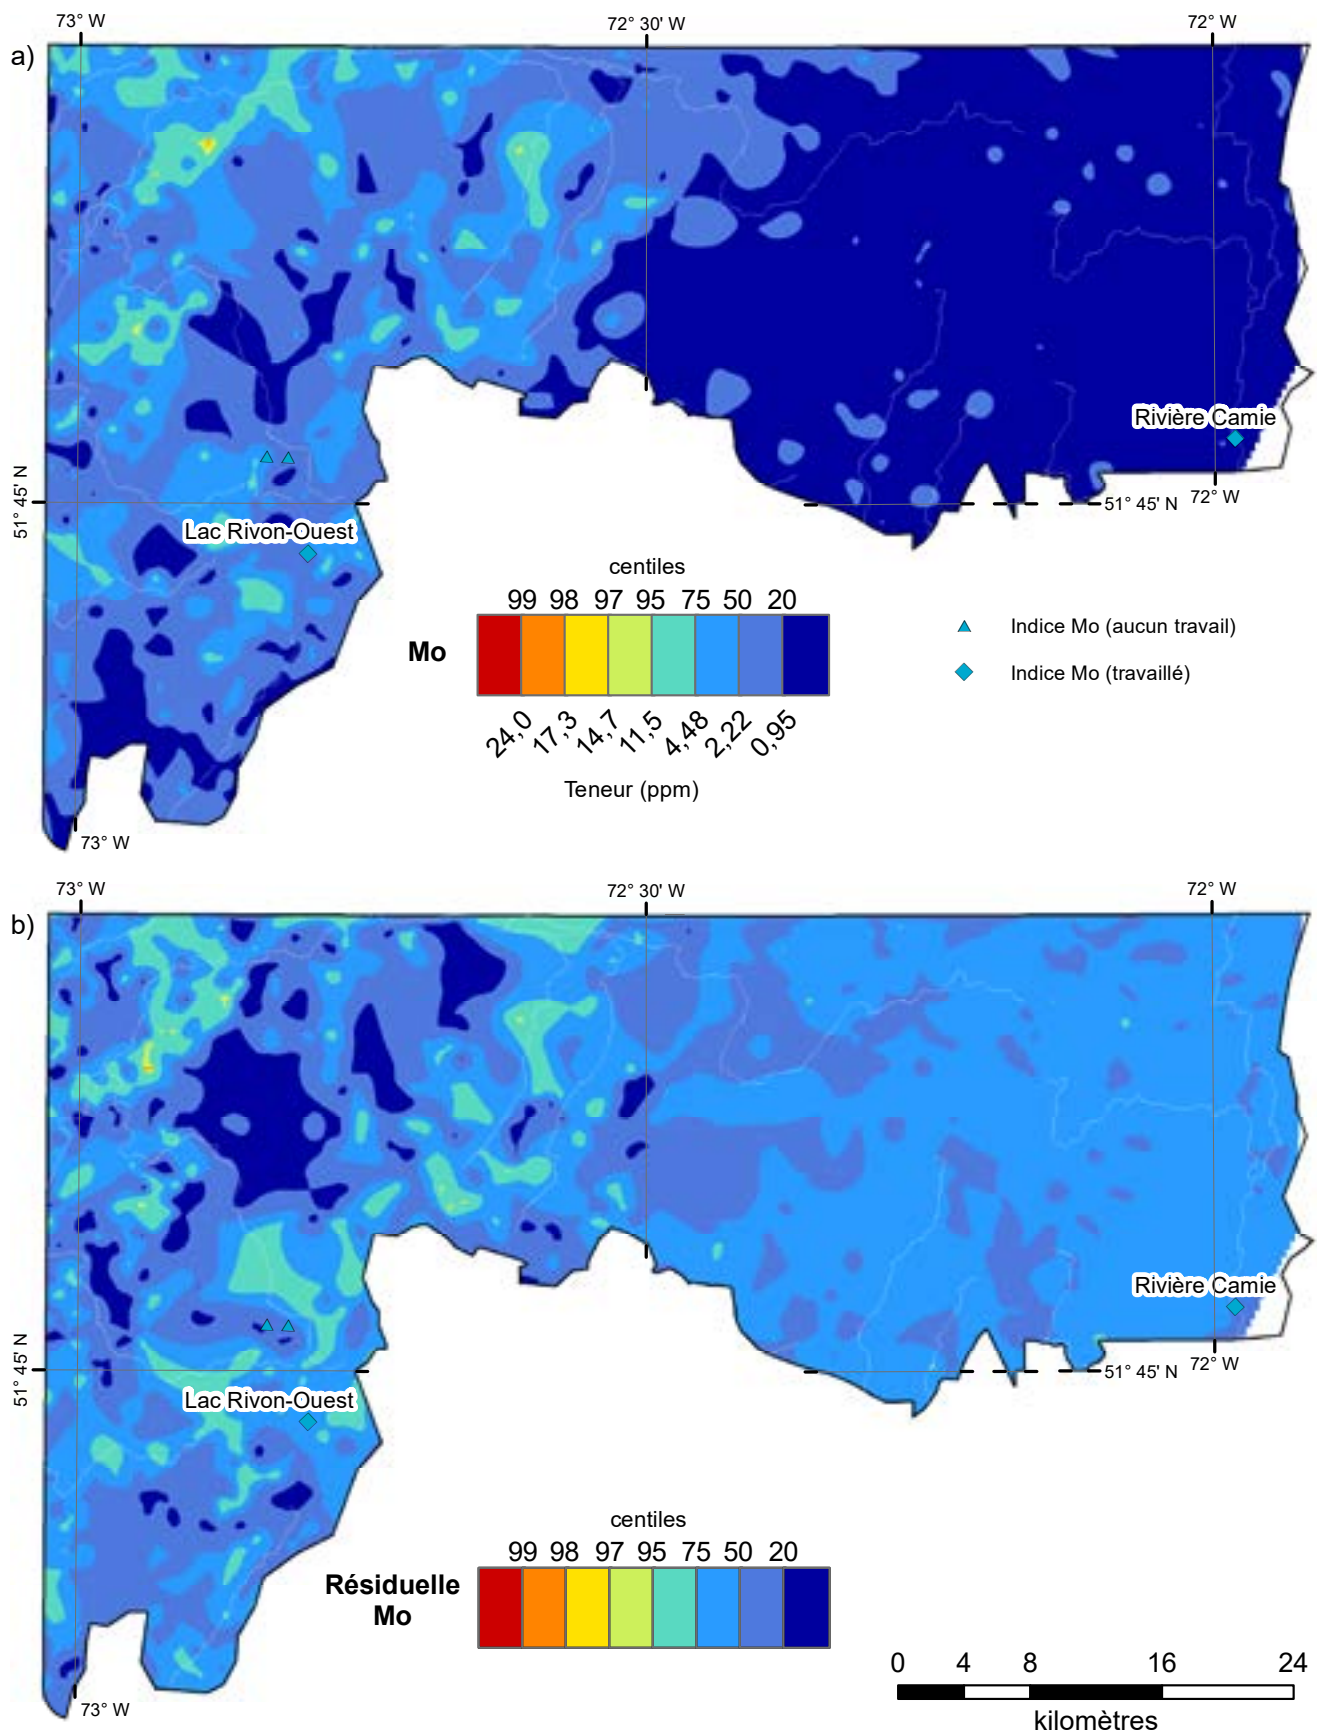 73° W
72° 30' W
72° W
a)
Rivière Camie
51° 45' N
51° 45' N
72° W
Lac Rivon-Ouest
centiles
99 98 97 95 75 50 20
Mo
24,0 17,3 14,7 11,5 4,48 2,22 0,95
Teneur (ppm)
Indice Mo (aucun travail)
Indice Mo (travaillé)
73° W
73° W
72° 30' W
72° W
b)
Rivière Camie
51° 45' N
51° 45' N
72° W
Lac Rivon-Ouest
centiles
99 98 97 95 75 50 20
Résiduelle
Mo
0 4 8 16 24
kilomètres
73° W